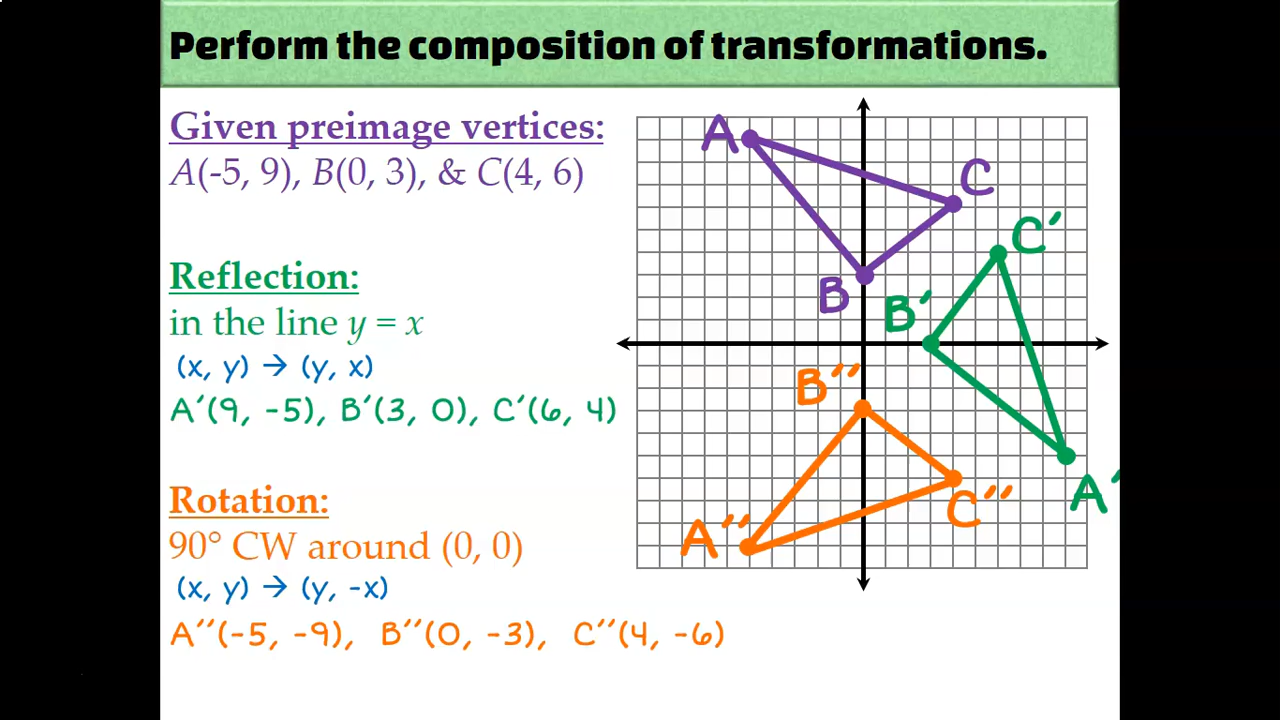 Perform the composition of transformations.
Given preimage vertices:
A(-5, 9), B(0, 3), & C(4, 6)
Reflection:
in the line y = x
(x, y) → (y, x)
A′(9, -5), B′(3, 0), C′(6, 4)
Rotation:
90° CW around (0, 0)
(x, y) → (y, -x)
A′′(-5, -9), B′′(0, -3), C′′(4, -6)
A
C
B
C′
B′
A′
B′′
C′′
A′′